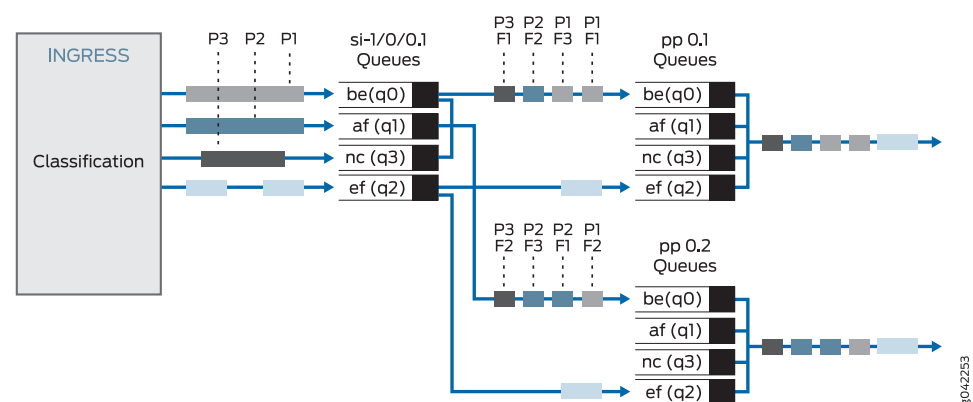 INGRESS
Classification
P3 P2 P1
si-1/0/0.1
Queues
be(q0)
af (q1)
nc (q3)
ef (q2)
P3 P2 P1 P1
F1 F2 F3 F1
pp 0.1
Queues
be(q0)
af (q1)
nc (q3)
ef (q2)
P3 P2 P2 P1
F2 F3 F1 F2
pp 0.2
Queues
be(q0)
af (q1)
nc (q3)
ef (q2)